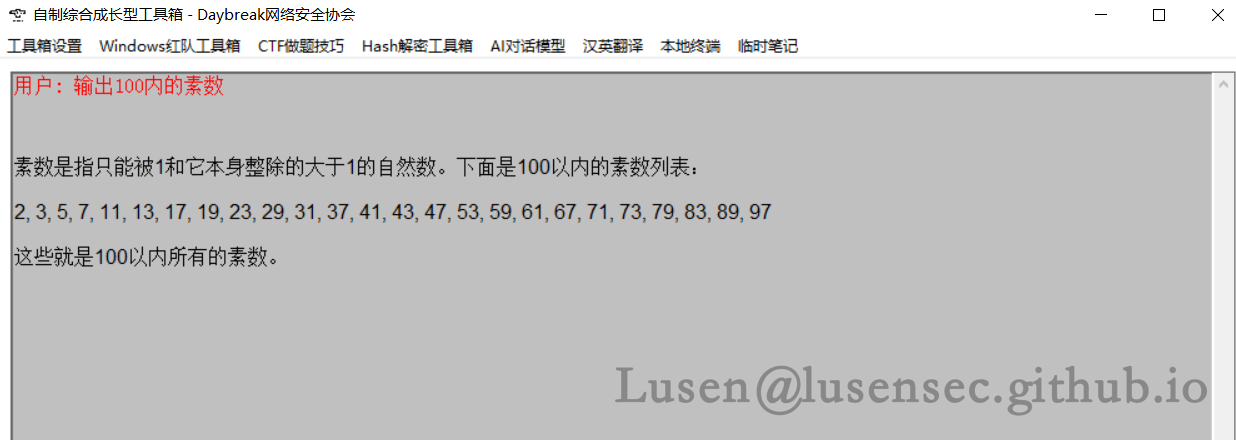 自制综合成长型工具箱 - Daybreak网络安全协会
工具箱设置 Windows红队工具箱 CTF做题技巧 Hash解密工具箱 AI对话模型 汉英翻译 本地终端 临时笔记
用户：输出100内的素数
素数是指只能被1和它本身整除的大于1的自然数。下面是100以内的素数列表：
2, 3, 5, 7, 11, 13, 17, 19, 23, 29, 31, 37, 41, 43, 47, 53, 59, 61, 67, 71, 73, 79, 83, 89, 97
这些就是100以内所有的素数。
Lusen@lusensec.github.io